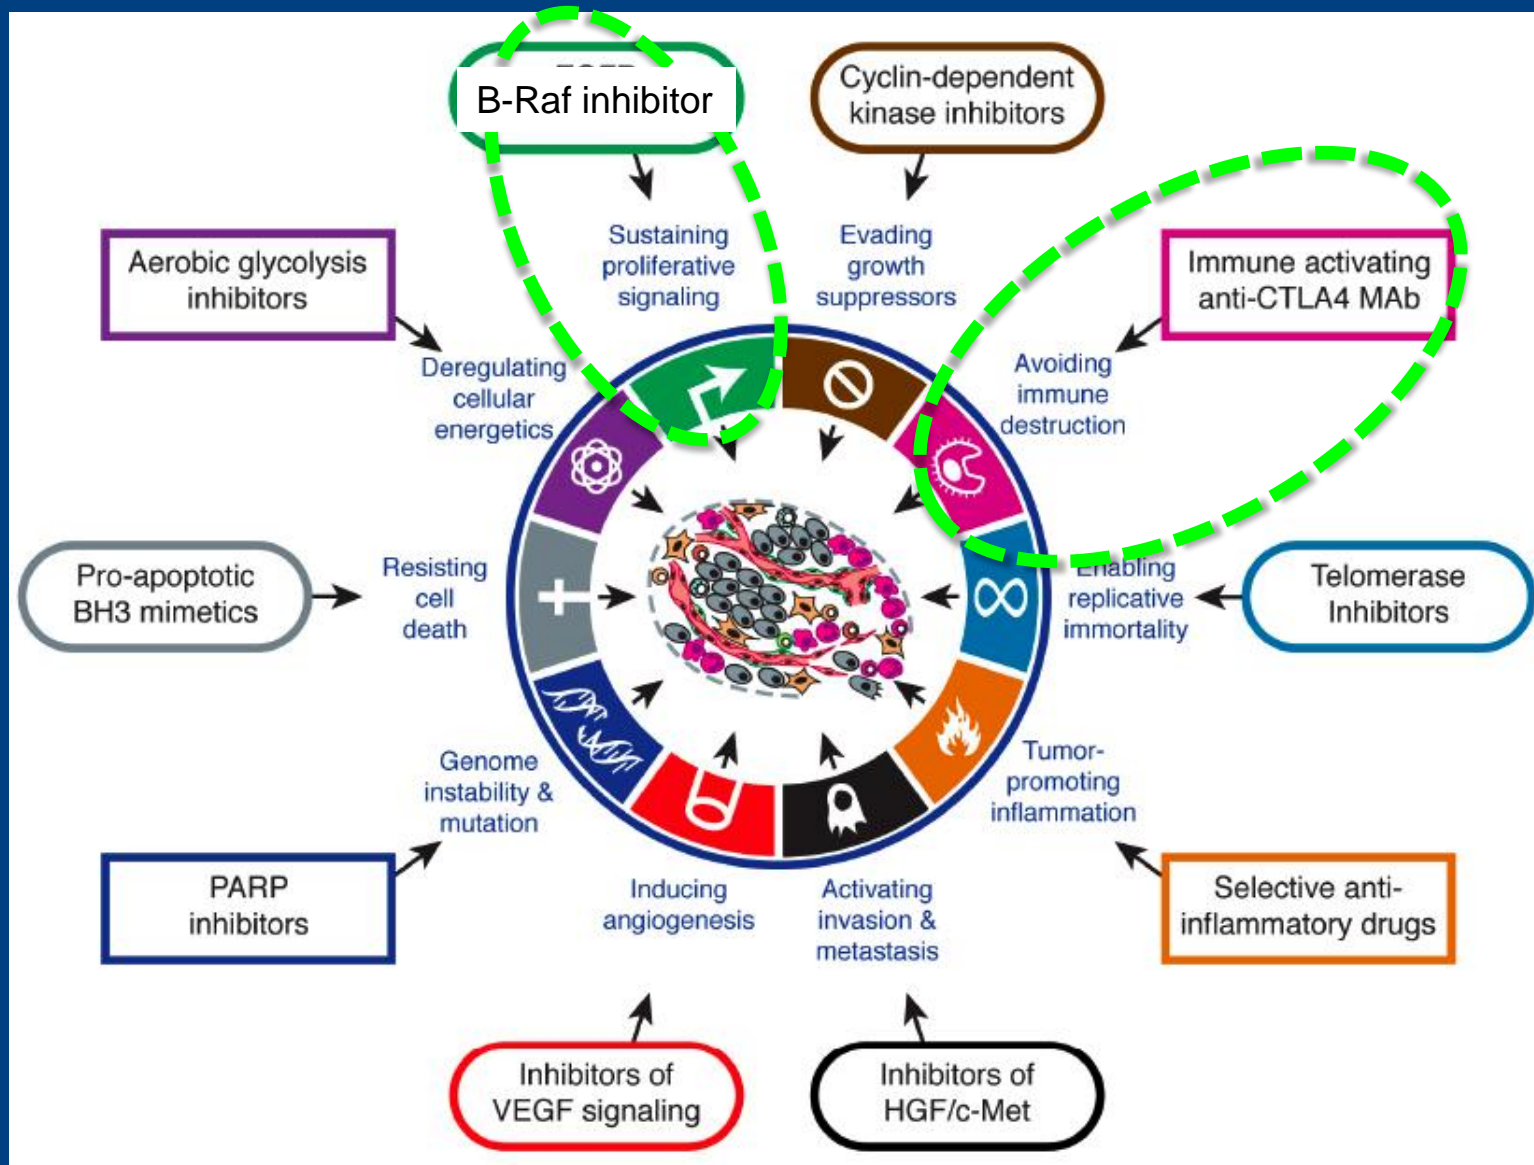 B-Raf inhibitor
Cyclin-dependent
kinase inhibitors
Sustaining
proliferative
signaling
Evading
growth
suppressors
Aerobic glycolysis
inhibitors
Immune activating
anti-CTLA4 MAb
Deregulating
cellular
energetics
Avoiding
immune
destruction
Pro-apoptotic
BH3 mimetics
Resisting
cell
death
Enabling
replicative
immortality
Telomerase
Inhibitors
Genome
instability &
mutation
Tumor-
promoting
inflammation
PARP
inhibitors
Inducing
angiogenesis
Activating
invasion &
metastasis
Selective anti-
inflammatory drugs
Inhibitors of
VEGF signaling
Inhibitors of
HGF/c-Met